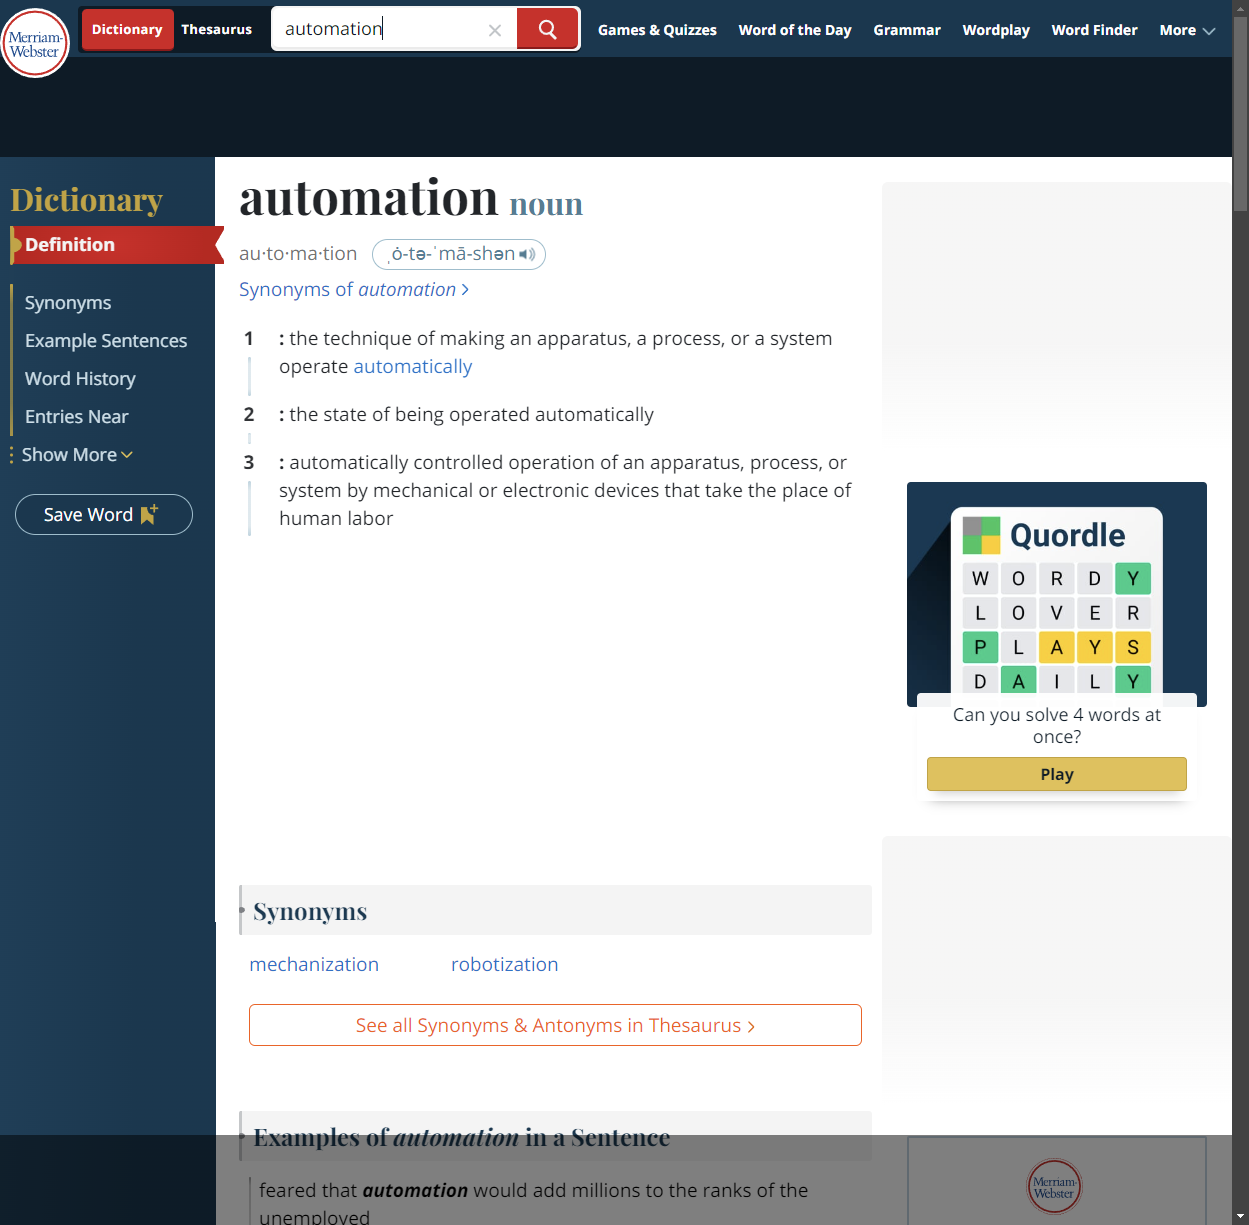 Merriam-
Webster
Dictionary
Thesaurus
automation
Games & Quizzes
Word of the Day
Grammar
Wordplay
Word Finder
More
Dictionary
Definition
Synonyms
Example Sentences
Word History
Entries Near
Show More
Save Word
automation noun
au·to·ma·tion
ˌȯ-tə-ˈmā-shən
Synonyms of automation
1 : the technique of making an apparatus, a process, or a system
operate automatically
2 : the state of being operated automatically
3 : automatically controlled operation of an apparatus, process, or
system by mechanical or electronic devices that take the place of
human labor
Synonyms
mechanization
robotization
See all Synonyms & Antonyms in Thesaurus
Examples of automation in a Sentence
feared that automation would add millions to the ranks of the
unemployed
Quordle
W O R D Y
L O V E R
P L A Y S
D A I L Y
Can you solve 4 words at
once?
Play
Merriam-
Webster